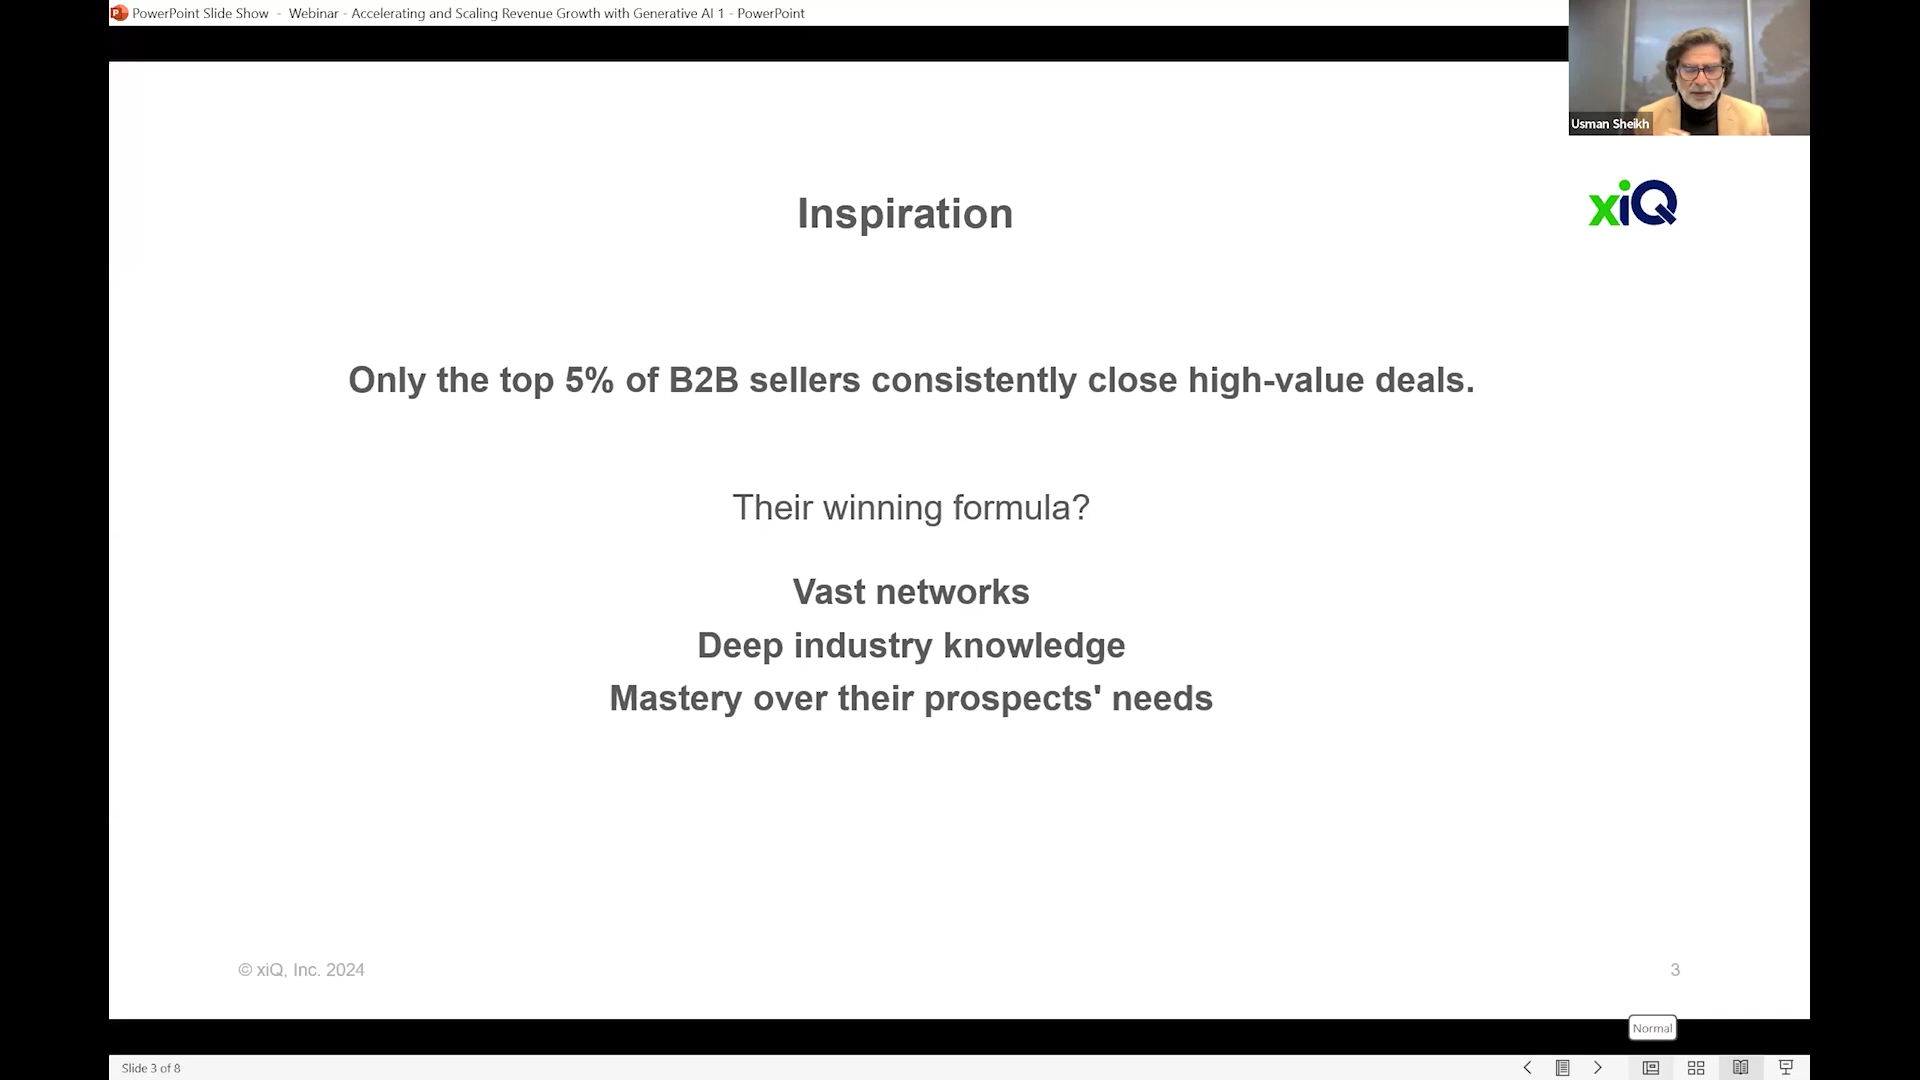 PowerPoint Slide Show - Webinar - Accelerating and Scaling Revenue Growth with Generative AI 1 - PowerPoint
Usman Sheikh
xiQ
Inspiration
Only the top 5% of B2B sellers consistently close high-value deals.
Their winning formula?
Vast networks
Deep industry knowledge
Mastery over their prospects' needs
© xiQ, Inc. 2024
3
Normal
Slide 3 of 8